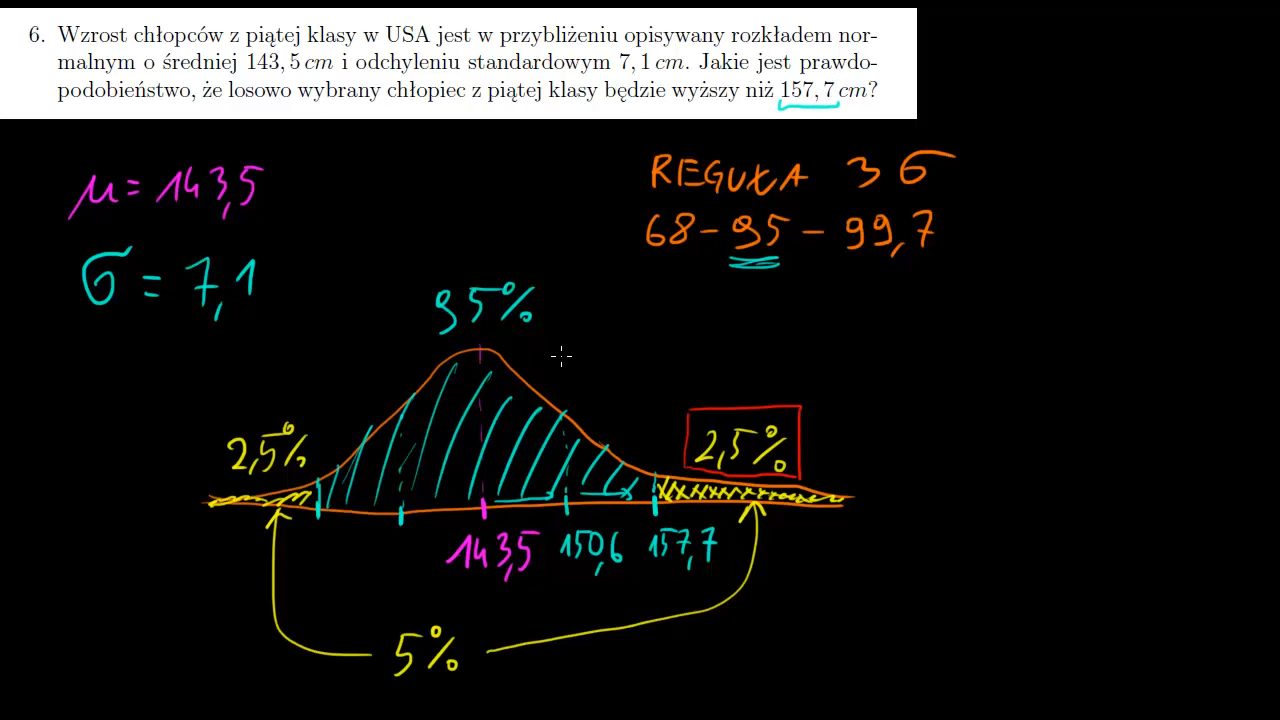 6. Wzrost chłopców z piątej klasy w USA jest w przybliżeniu opisywany rozkładem nor-
malnym o średniej 143,5 cm i odchyleniu standardowym 7,1 cm. Jakie jest prawdo-
podobieństwo, że losowo wybrany chłopiec z piątej klasy będzie wyższy niż 157,7 cm?
μ = 143,5
REGUŁA 3σ
68 – 95 – 99,7
σ = 7,1
95%
2,5%
2,5%
143,5 150,6 157,7
5%